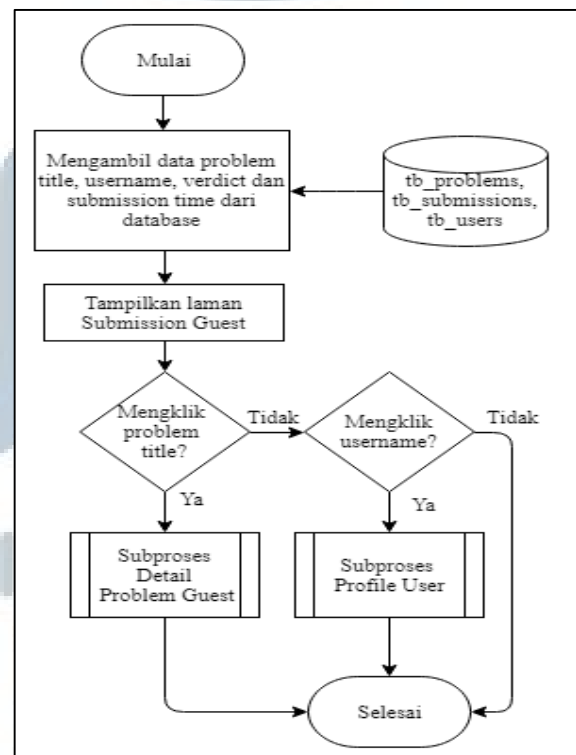 Mulai
Mengambil data problem
title, username, verdict dan
submission time dari
database
tb_problems,
tb_submissions,
tb_users
Tampilkan laman
Submission Guest
Mengklik
problem
title?
Tidak
Mengklik
username?
Tidak
Ya
Ya
Subproses
Detail
Problem Guest
Subproses
Profile User
Selesai